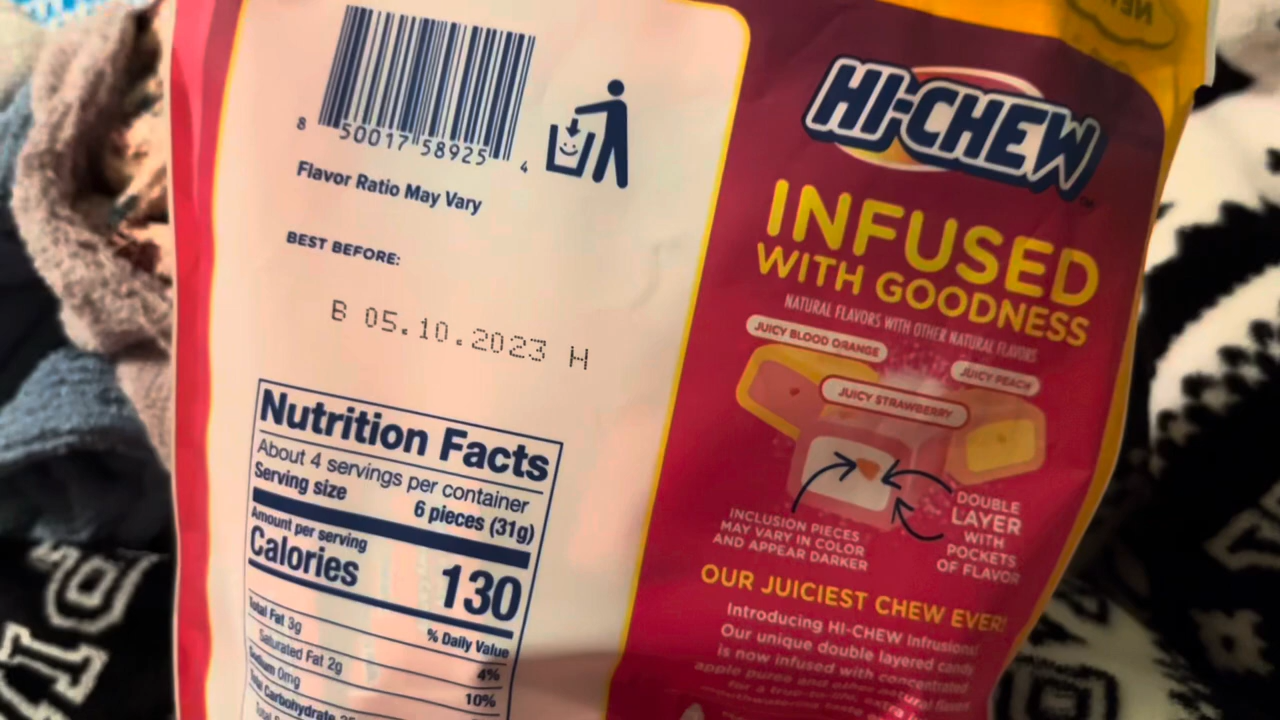 8 50017 58925 4
Flavor Ratio May Vary
BEST BEFORE:
B 05.10.2023 H
Nutrition Facts
About 4 servings per container
Serving size 6 pieces (31g)
Amount per serving
Calories 130
% Daily Value
Total Fat 3g 4%
Saturated Fat 2g 10%
Sodium 0mg
Total Carbohydrate
NEW
HI-CHEW™
INFUSED
WITH GOODNESS
NATURAL FLAVORS WITH OTHER NATURAL FLAVORS
JUICY BLOOD ORANGE
JUICY PEACH
JUICY STRAWBERRY
INCLUSION PIECES
MAY VARY IN COLOR
AND APPEAR DARKER
DOUBLE
LAYER
WITH
POCKETS
OF FLAVOR
OUR JUICIEST CHEW EVER!
Introducing HI-CHEW Infusions!
Our unique double layered candy
is now infused with concentrated
apple puree and other natural flavors
for a true-to-